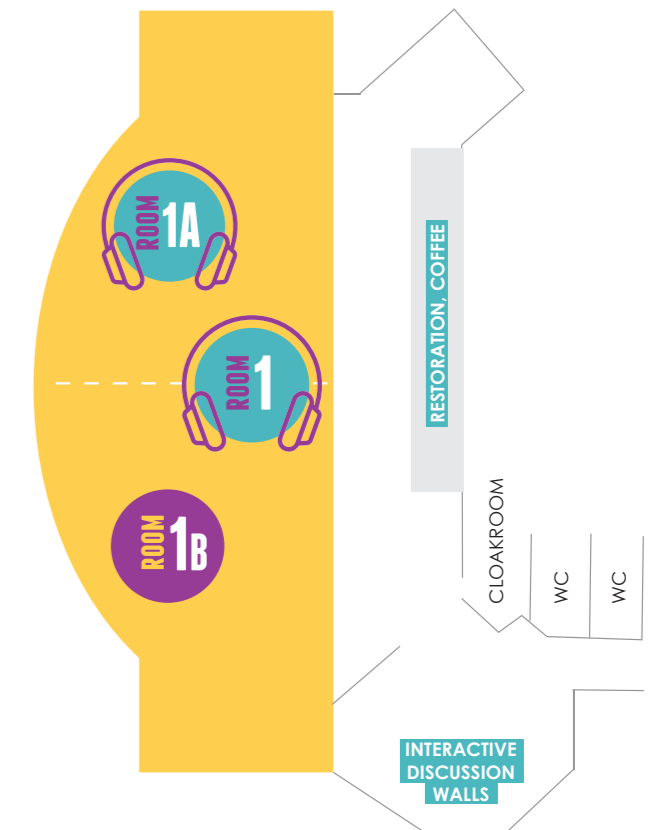 ROOM 1A
RESTORATION, COFFEE
ROOM 1
ROOM 1B
CLOAKROOM
WC
WC
INTERACTIVE
DISCUSSION
WALLS